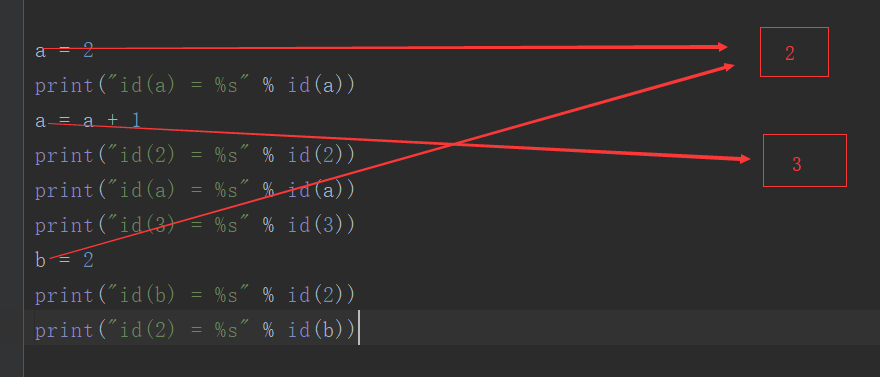 a = 2
print("id(a) = %s" % id(a))
a = a + 1
print("id(2) = %s" % id(2))
print("id(a) = %s" % id(a))
print("id(3) = %s" % id(3))
b = 2
print("id(b) = %s" % id(2))
print("id(2) = %s" % id(b))
2
3